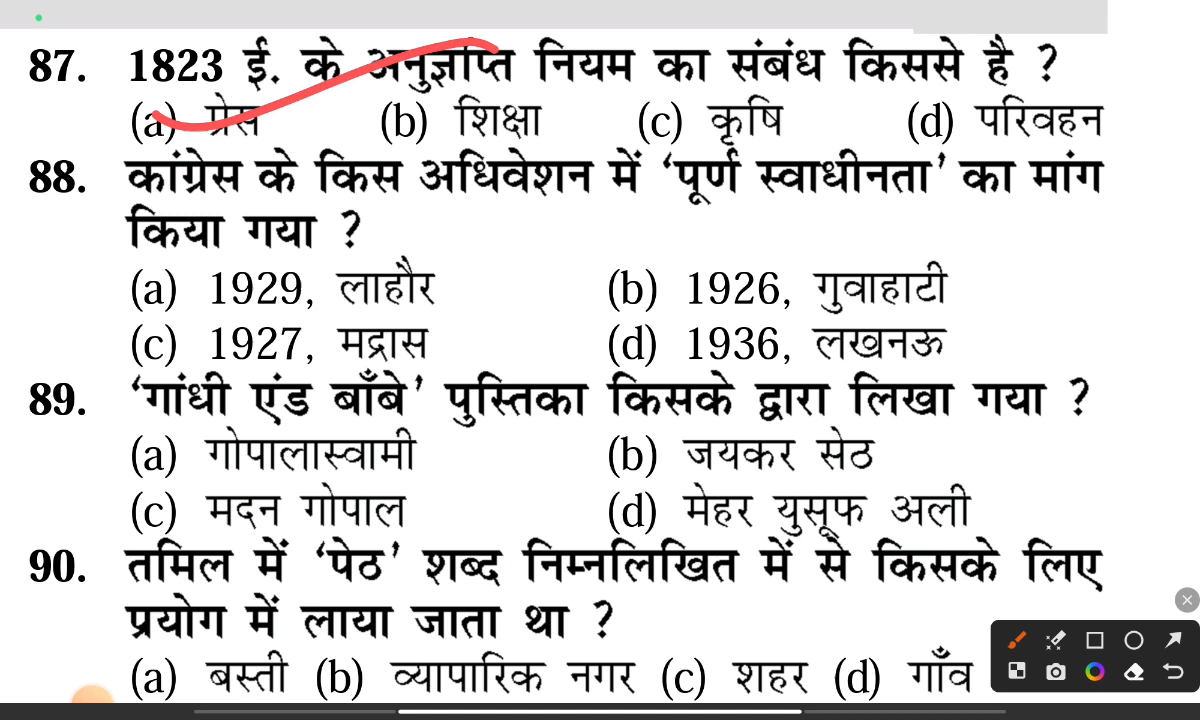 87. 1823 ई. के अनुज्ञप्ति नियम का संबंध किससे है ?
(a) प्रेस (b) शिक्षा (c) कृषि (d) परिवहन
88. कांग्रेस के किस अधिवेशन में ‘पूर्ण स्वाधीनता’ का मांग
किया गया ?
(a) 1929, लाहौर (b) 1926, गुवाहाटी
(c) 1927, मद्रास (d) 1936, लखनऊ
89. ‘गांधी एंड बाँबे’ पुस्तिका किसके द्वारा लिखा गया ?
(a) गोपालास्वामी (b) जयकर सेठ
(c) मदन गोपाल (d) मेहर युसूफ अली
90. तमिल में ‘पेठ’ शब्द निम्नलिखित में से किसके लिए
प्रयोग में लाया जाता था ?
(a) बस्ती (b) व्यापारिक नगर (c) शहर (d) गाँव